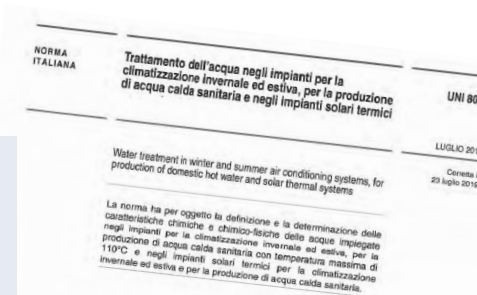 NORMA
ITALIANA
Trattamento dell'acqua negli impianti per la
climatizzazione invernale ed estiva, per la produzione
di acqua calda sanitaria e negli impianti solari termici
UNI 80
LUGLIO 201
Corretta
23 luglio 2019
Water treatment in winter and summer air conditioning systems, for
production of domestic hot water and solar thermal systems
La norma ha per oggetto la definizione e la determinazione delle
caratteristiche chimiche e chimico-fisiche delle acque impiegate
negli impianti per la climatizzazione invernale ed estiva, per la
produzione di acqua calda sanitaria con temperatura massima di
110°C e negli impianti solari termici per la climatizzazione
invernale ed estiva e per la produzione di acqua calda sanitaria.